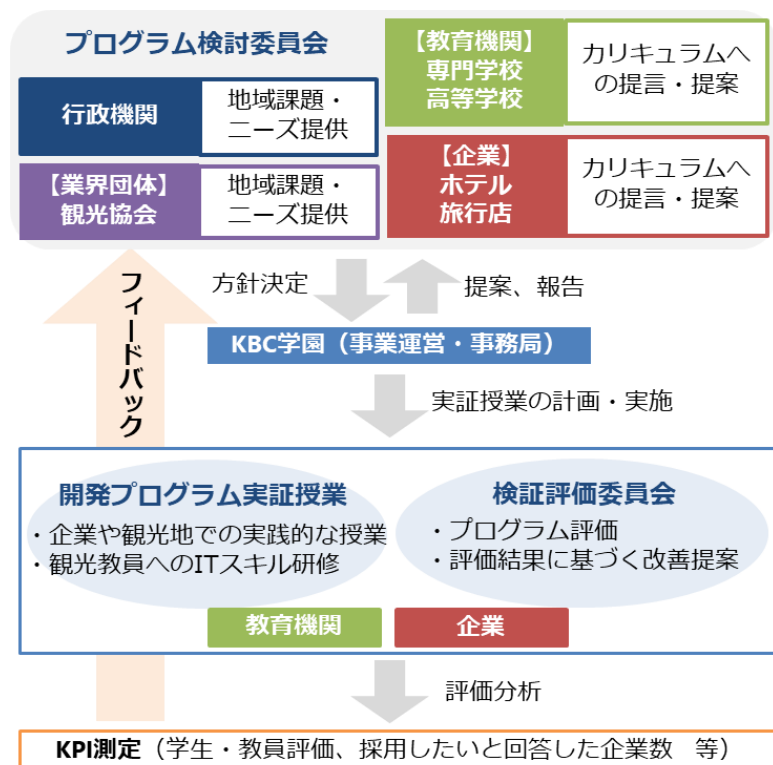 プログラム検討委員会
行政機関
地域課題・
ニーズ提供
【業界団体】
観光協会
地域課題・
ニーズ提供
【教育機関】
専門学校
高等学校
カリキュラムへ
の提言・提案
【企業】
ホテル
旅行店
カリキュラムへ
の提言・提案
フィードバック
方針決定
提案、報告
KBC学園（事業運営・事務局）
実証授業の計画・実施
開発プログラム実証授業
・企業や観光地での実践的な授業
・観光教員へのITスキル研修
検証評価委員会
・プログラム評価
・評価結果に基づく改善提案
教育機関
企業
評価分析
KPI測定（学生・教員評価、採用したいと回答した企業数　等）